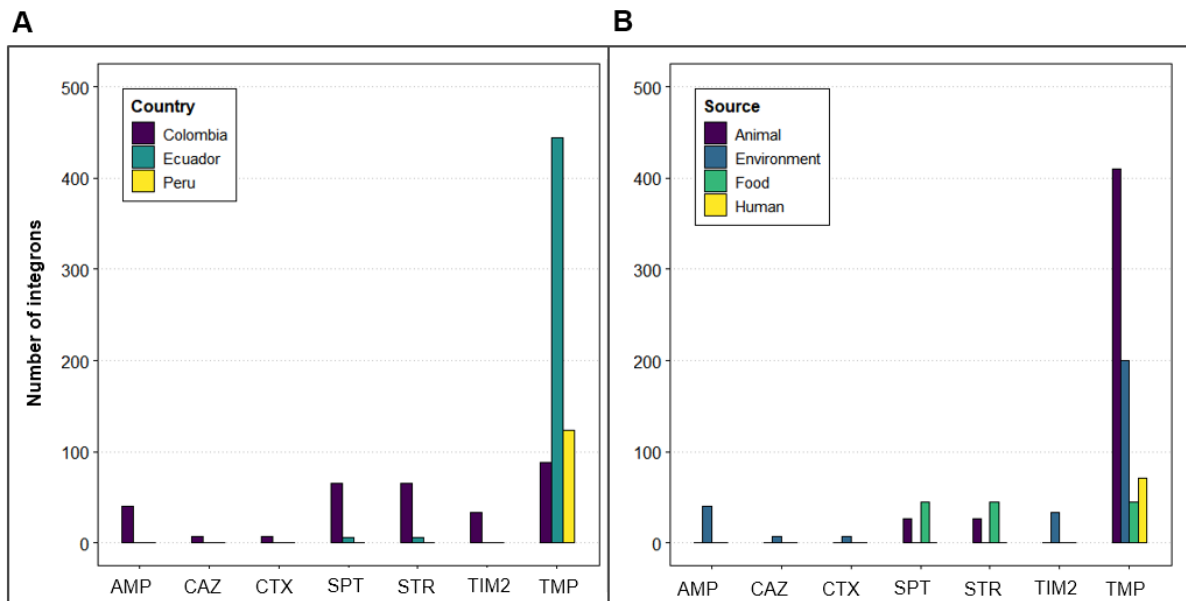 A
B
Number of integrons
500
400
300
200
100
0
Country
Colombia
Ecuador
Peru
AMP CAZ CTX SPT STR TIM2 TMP
500
400
300
200
100
0
Source
Animal
Environment
Food
Human
AMP CAZ CTX SPT STR TIM2 TMP